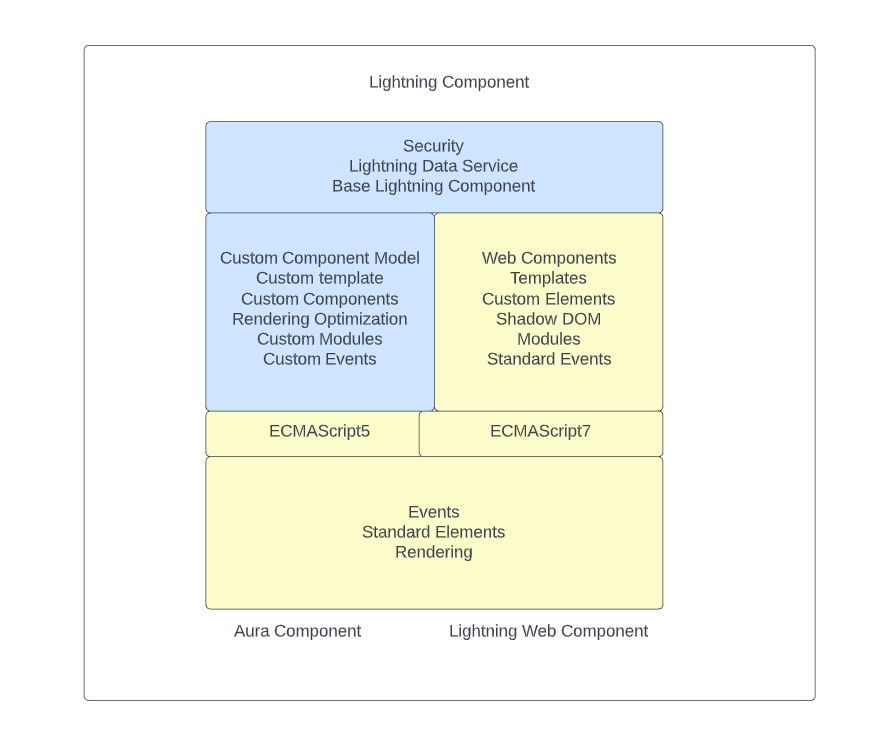 Lightning Component
Security
Lightning Data Service
Base Lightning Component
Custom Component Model
Custom template
Custom Components
Rendering Optimization
Custom Modules
Custom Events
Web Components
Templates
Custom Elements
Shadow DOM
Modules
Standard Events
ECMAScript5
ECMAScript7
Events
Standard Elements
Rendering
Aura Component
Lightning Web Component